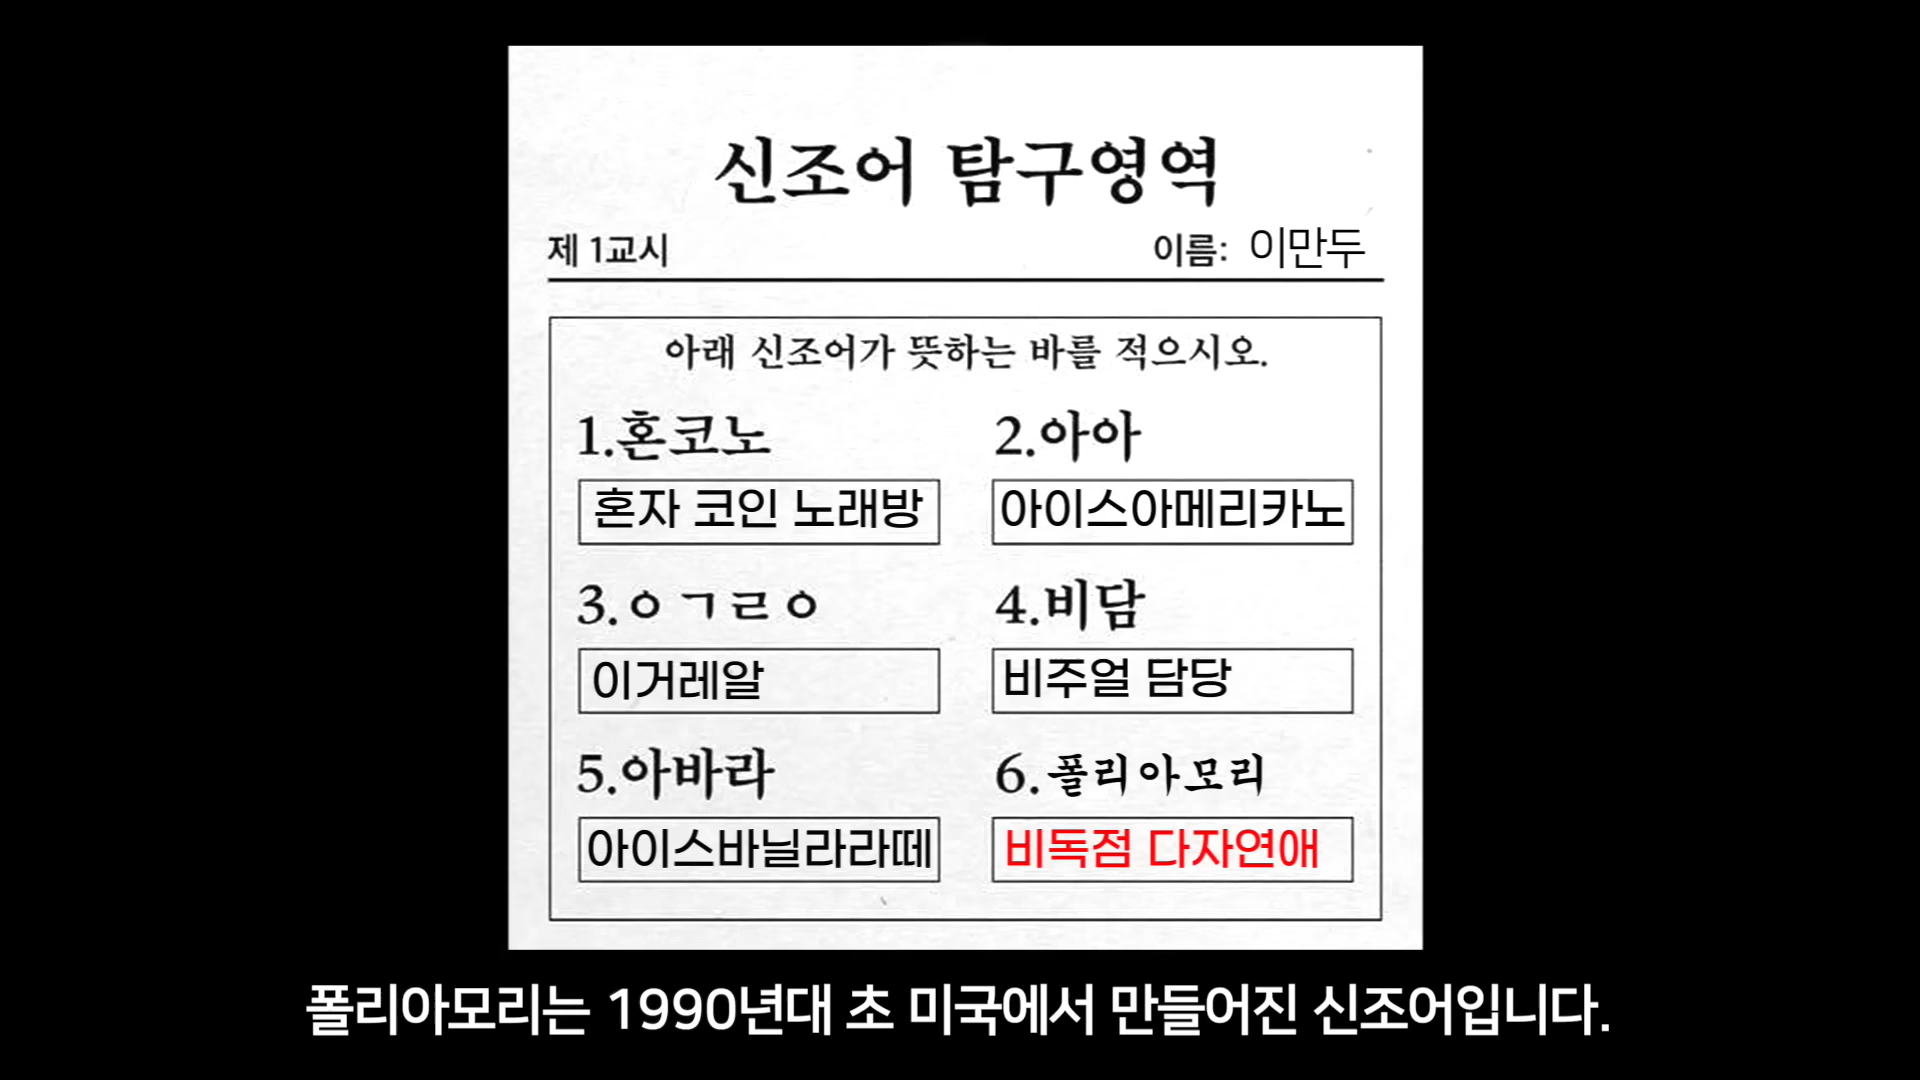 신조어 탐구영역
제 1교시 이름: 이만두
아래 신조어가 뜻하는 바를 적으시오.
1.혼코노 2.아아
혼자 코인 노래방 아이스아메리카노
3.ㅇㄱㄹㅇ 4.비담
이거레알 비주얼 담당
5.아바라 6.폴리아모리
아이스바닐라라떼 비독점 다자연애
폴리아모리는 1990년대 초 미국에서 만들어진 신조어입니다.